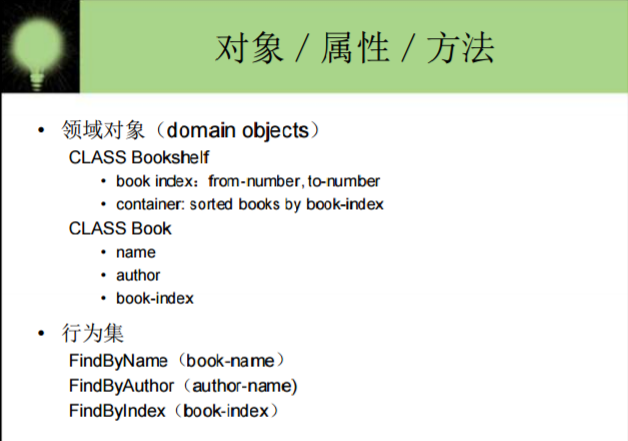 对象／属性／方法
• 领域对象（domain objects）
CLASS Bookshelf
• book index：from-number, to-number
• container: sorted books by book-index
CLASS Book
• name
• author
• book-index
• 行为集
FindByName（book-name）
FindByAuthor（author-name)
FindByIndex（book-index）